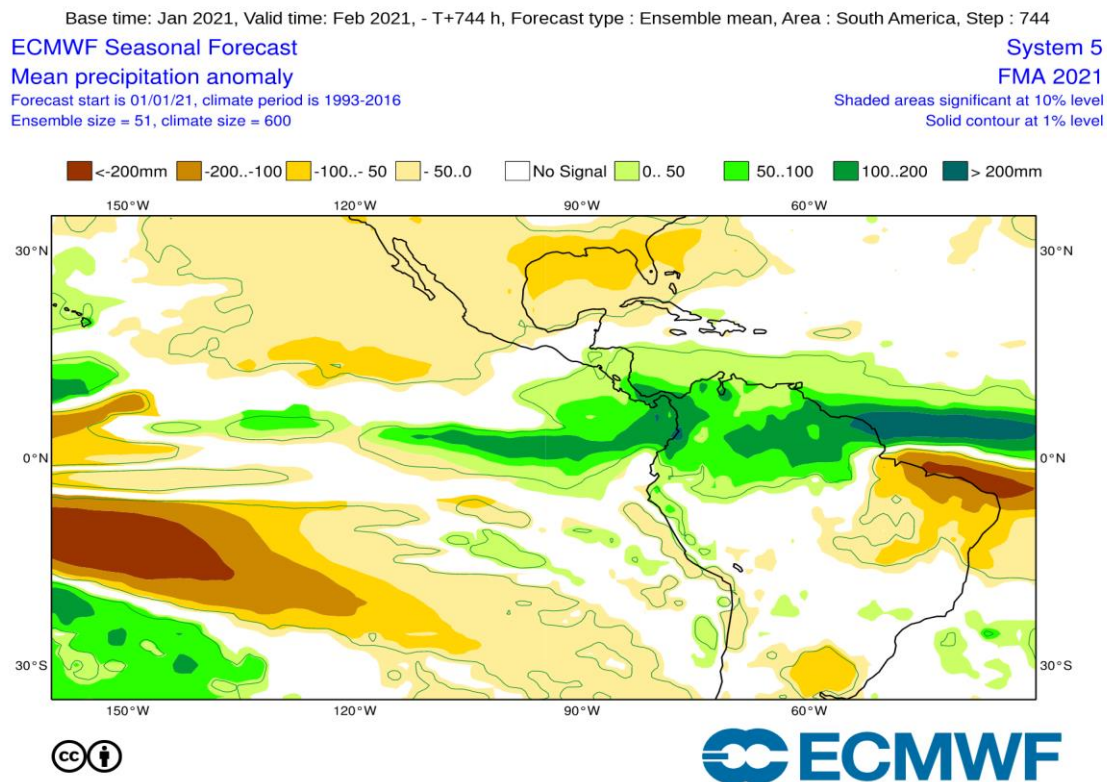 Base time: Jan 2021, Valid time: Feb 2021, - T+744 h, Forecast type : Ensemble mean, Area : South America, Step : 744
ECMWF Seasonal Forecast
System 5
Mean precipitation anomaly
FMA 2021
Forecast start is 01/01/21, climate period is 1993-2016
Shaded areas significant at 10% level
Ensemble size = 51, climate size = 600
Solid contour at 1% level
<-200mm -200..-100 -100..- 50 - 50..0 No Signal 0.. 50 50..100 100..200 > 200mm
150°W 120°W 90°W 60°W
30°N 30°N
0°N 0°N
30°S 30°S
150°W 120°W 90°W 60°W
cc ECMWF